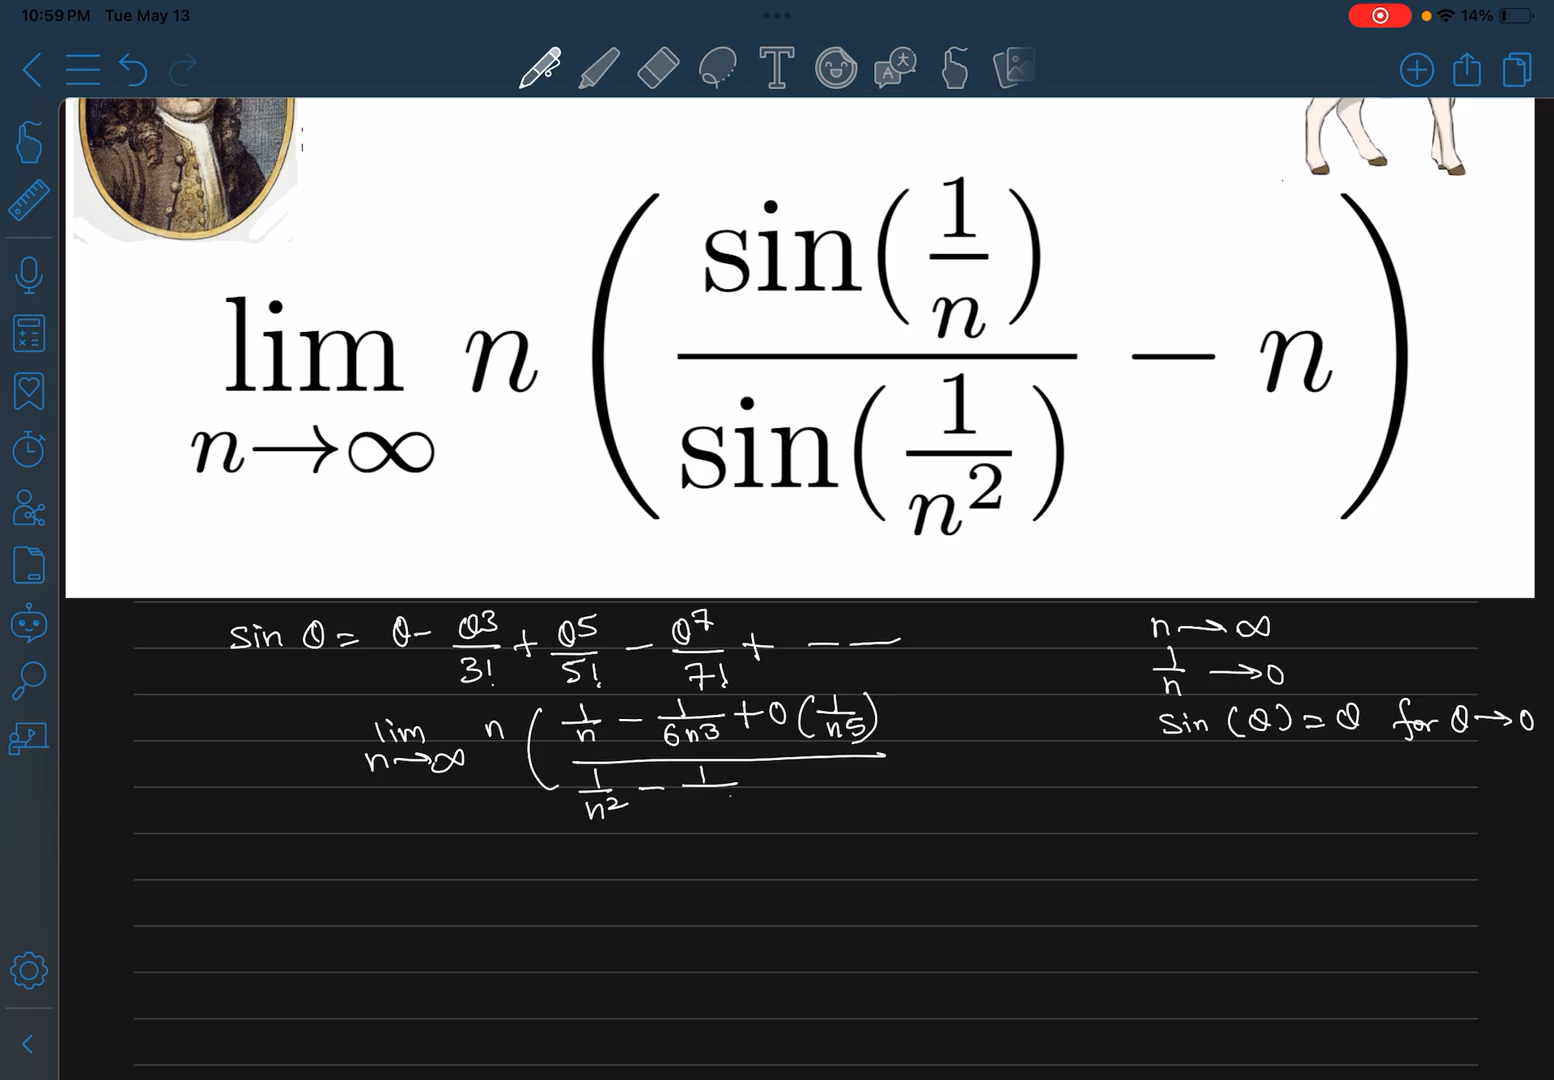 10:59 PM Tue May 13
14%
lim n→∞ n ( sin(1/n) / sin(1/n²) − n )
sin θ = θ - θ3/3! + θ5/5! - θ7/7! + - - -
n → ∞
1/n → 0
sin (θ) = θ for θ → 0
lim n→∞ n ( 1/n - 1/6n3 + O(1/n5)
1/n2 - 1/